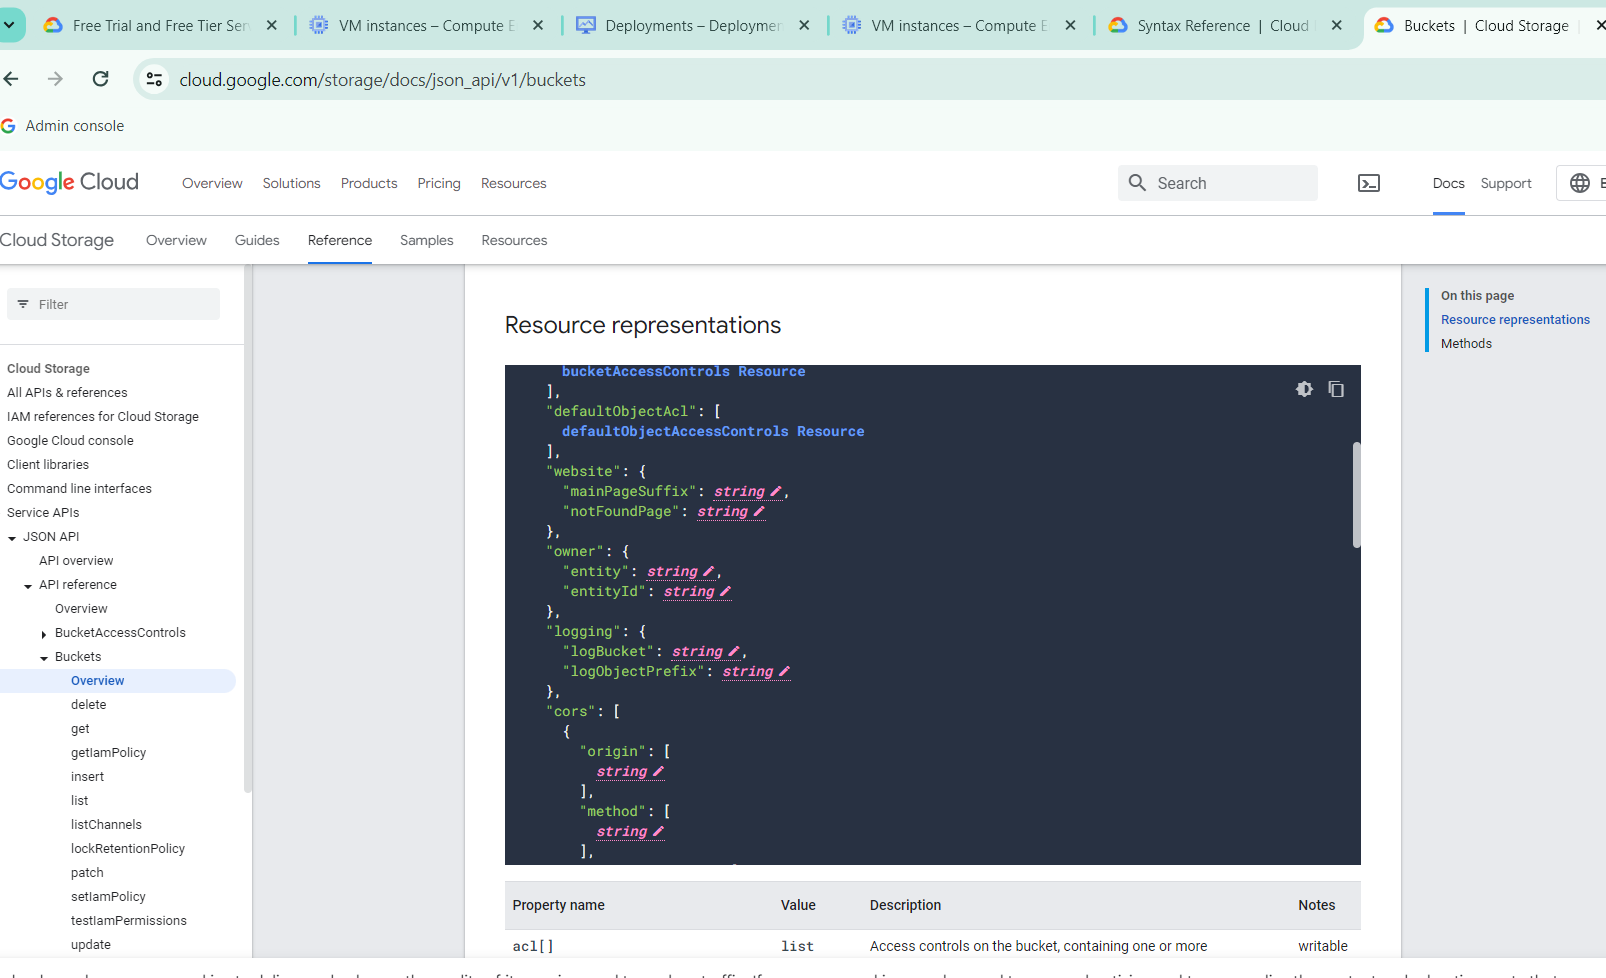 Free Trial and Free Tier Ser
VM instances – Compute E
Deployments – Deploymen
VM instances – Compute E
Syntax Reference | Cloud
Buckets | Cloud Storage
cloud.google.com/storage/docs/json_api/v1/buckets
Admin console
Google Cloud
Overview
Solutions
Products
Pricing
Resources
Search
Docs
Support
E
Cloud Storage
Overview
Guides
Reference
Samples
Resources
Filter
Cloud Storage
All APIs & references
IAM references for Cloud Storage
Google Cloud console
Client libraries
Command line interfaces
Service APIs
JSON API
API overview
API reference
Overview
BucketAccessControls
Buckets
Overview
delete
get
getIamPolicy
insert
list
listChannels
lockRetentionPolicy
patch
setIamPolicy
testIamPermissions
update
Resource representations
bucketAccessControls Resource
],
"defaultObjectAcl": [
defaultObjectAccessControls Resource
],
"website": {
"mainPageSuffix": string,
"notFoundPage": string
},
"owner": {
"entity": string,
"entityId": string
},
"logging": {
"logBucket": string,
"logObjectPrefix": string
},
"cors": [
{
"origin": [
string
],
"method": [
string
],
Property name Value Description Notes
acl[] list Access controls on the bucket, containing one or more writable
On this page
Resource representations
Methods